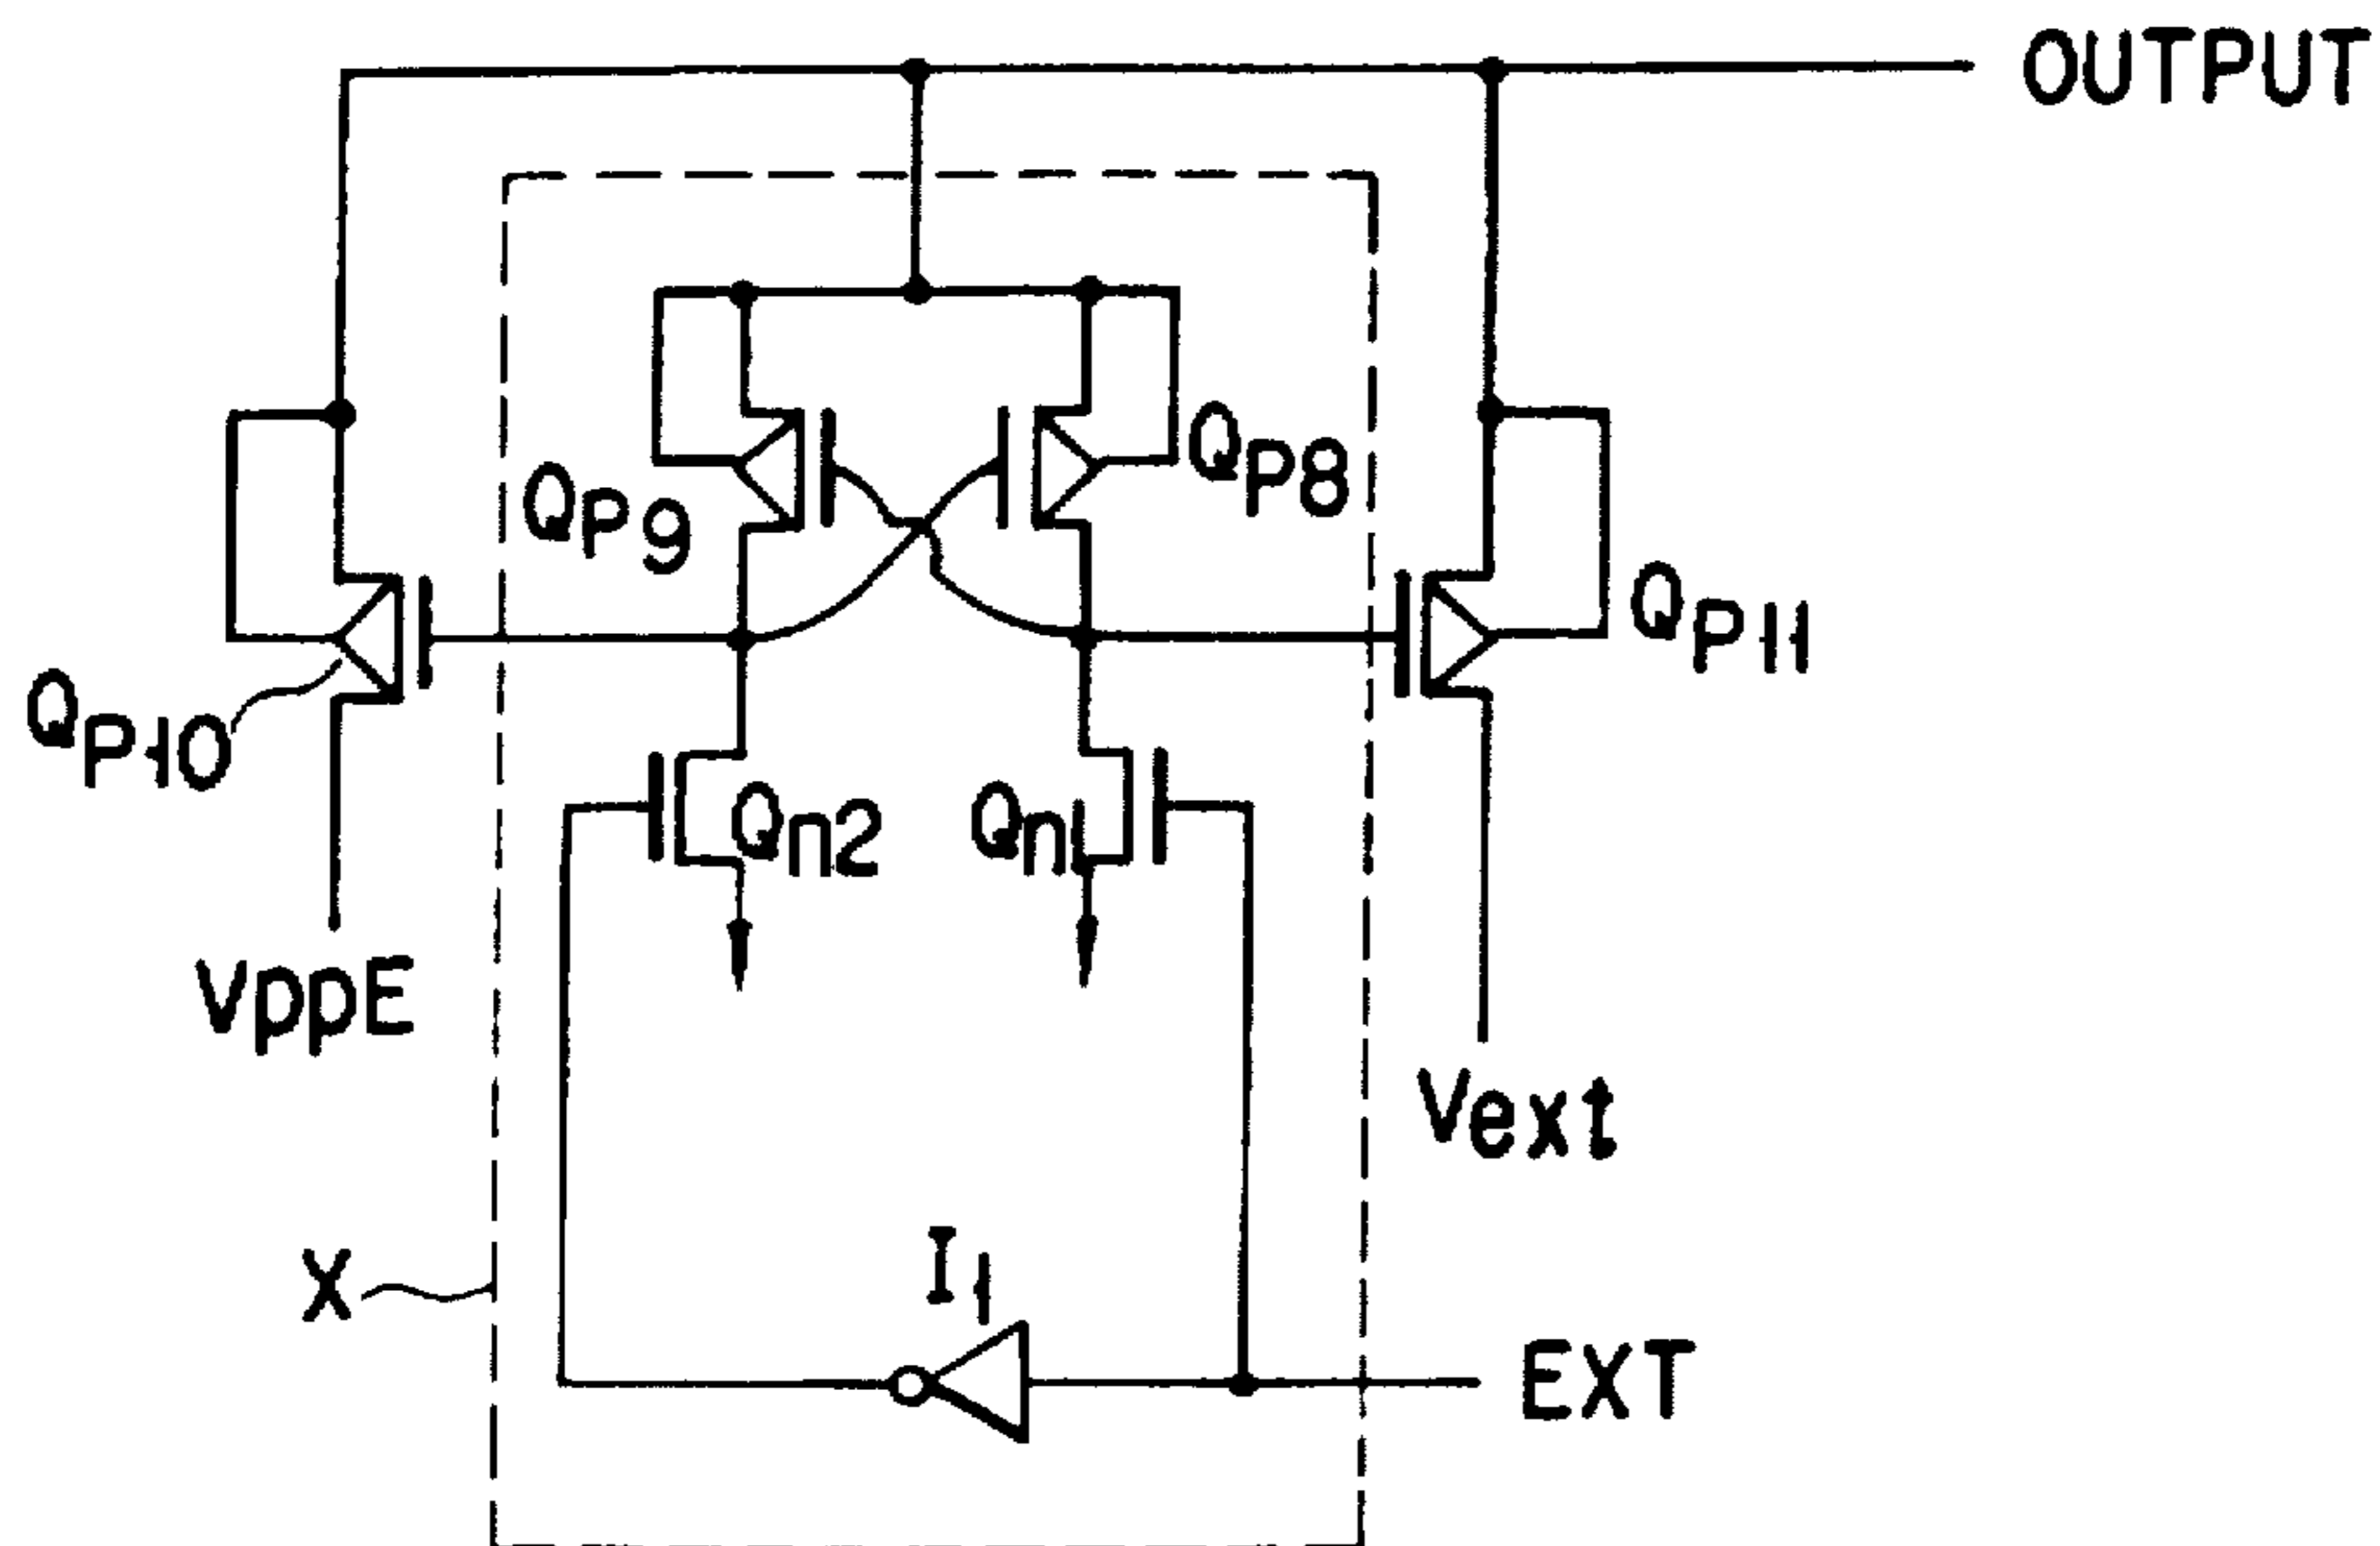 OUTPUT
QP9
QP8
QP10
QP11
Qn2
Qn1
VppE
Vext
X
I1
EXT